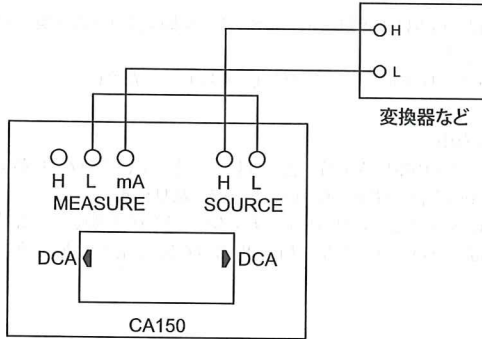 H
L
変換器など
H L mA H L
MEASURE SOURCE
DCA DCA
CA150